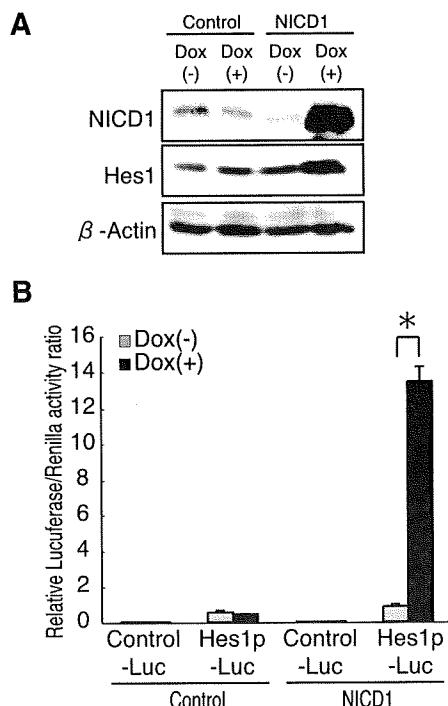 A
Control NICD1
Dox Dox Dox Dox
(-) (+) (-) (+)
NICD1
Hes1
β -Actin
B
Relative Lucuferase/Renilla activity ratio
16
14
12
10
8
6
4
2
0
Dox(-)
Dox(+)
*
Control Hes1p Control Hes1p
-Luc -Luc -Luc -Luc
Control NICD1